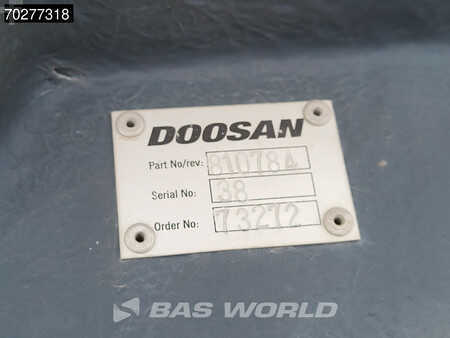 70277318
DOOSAN
Part No/rev: 810784
Serial No: 38
Order No: 73272
BAS WORLD